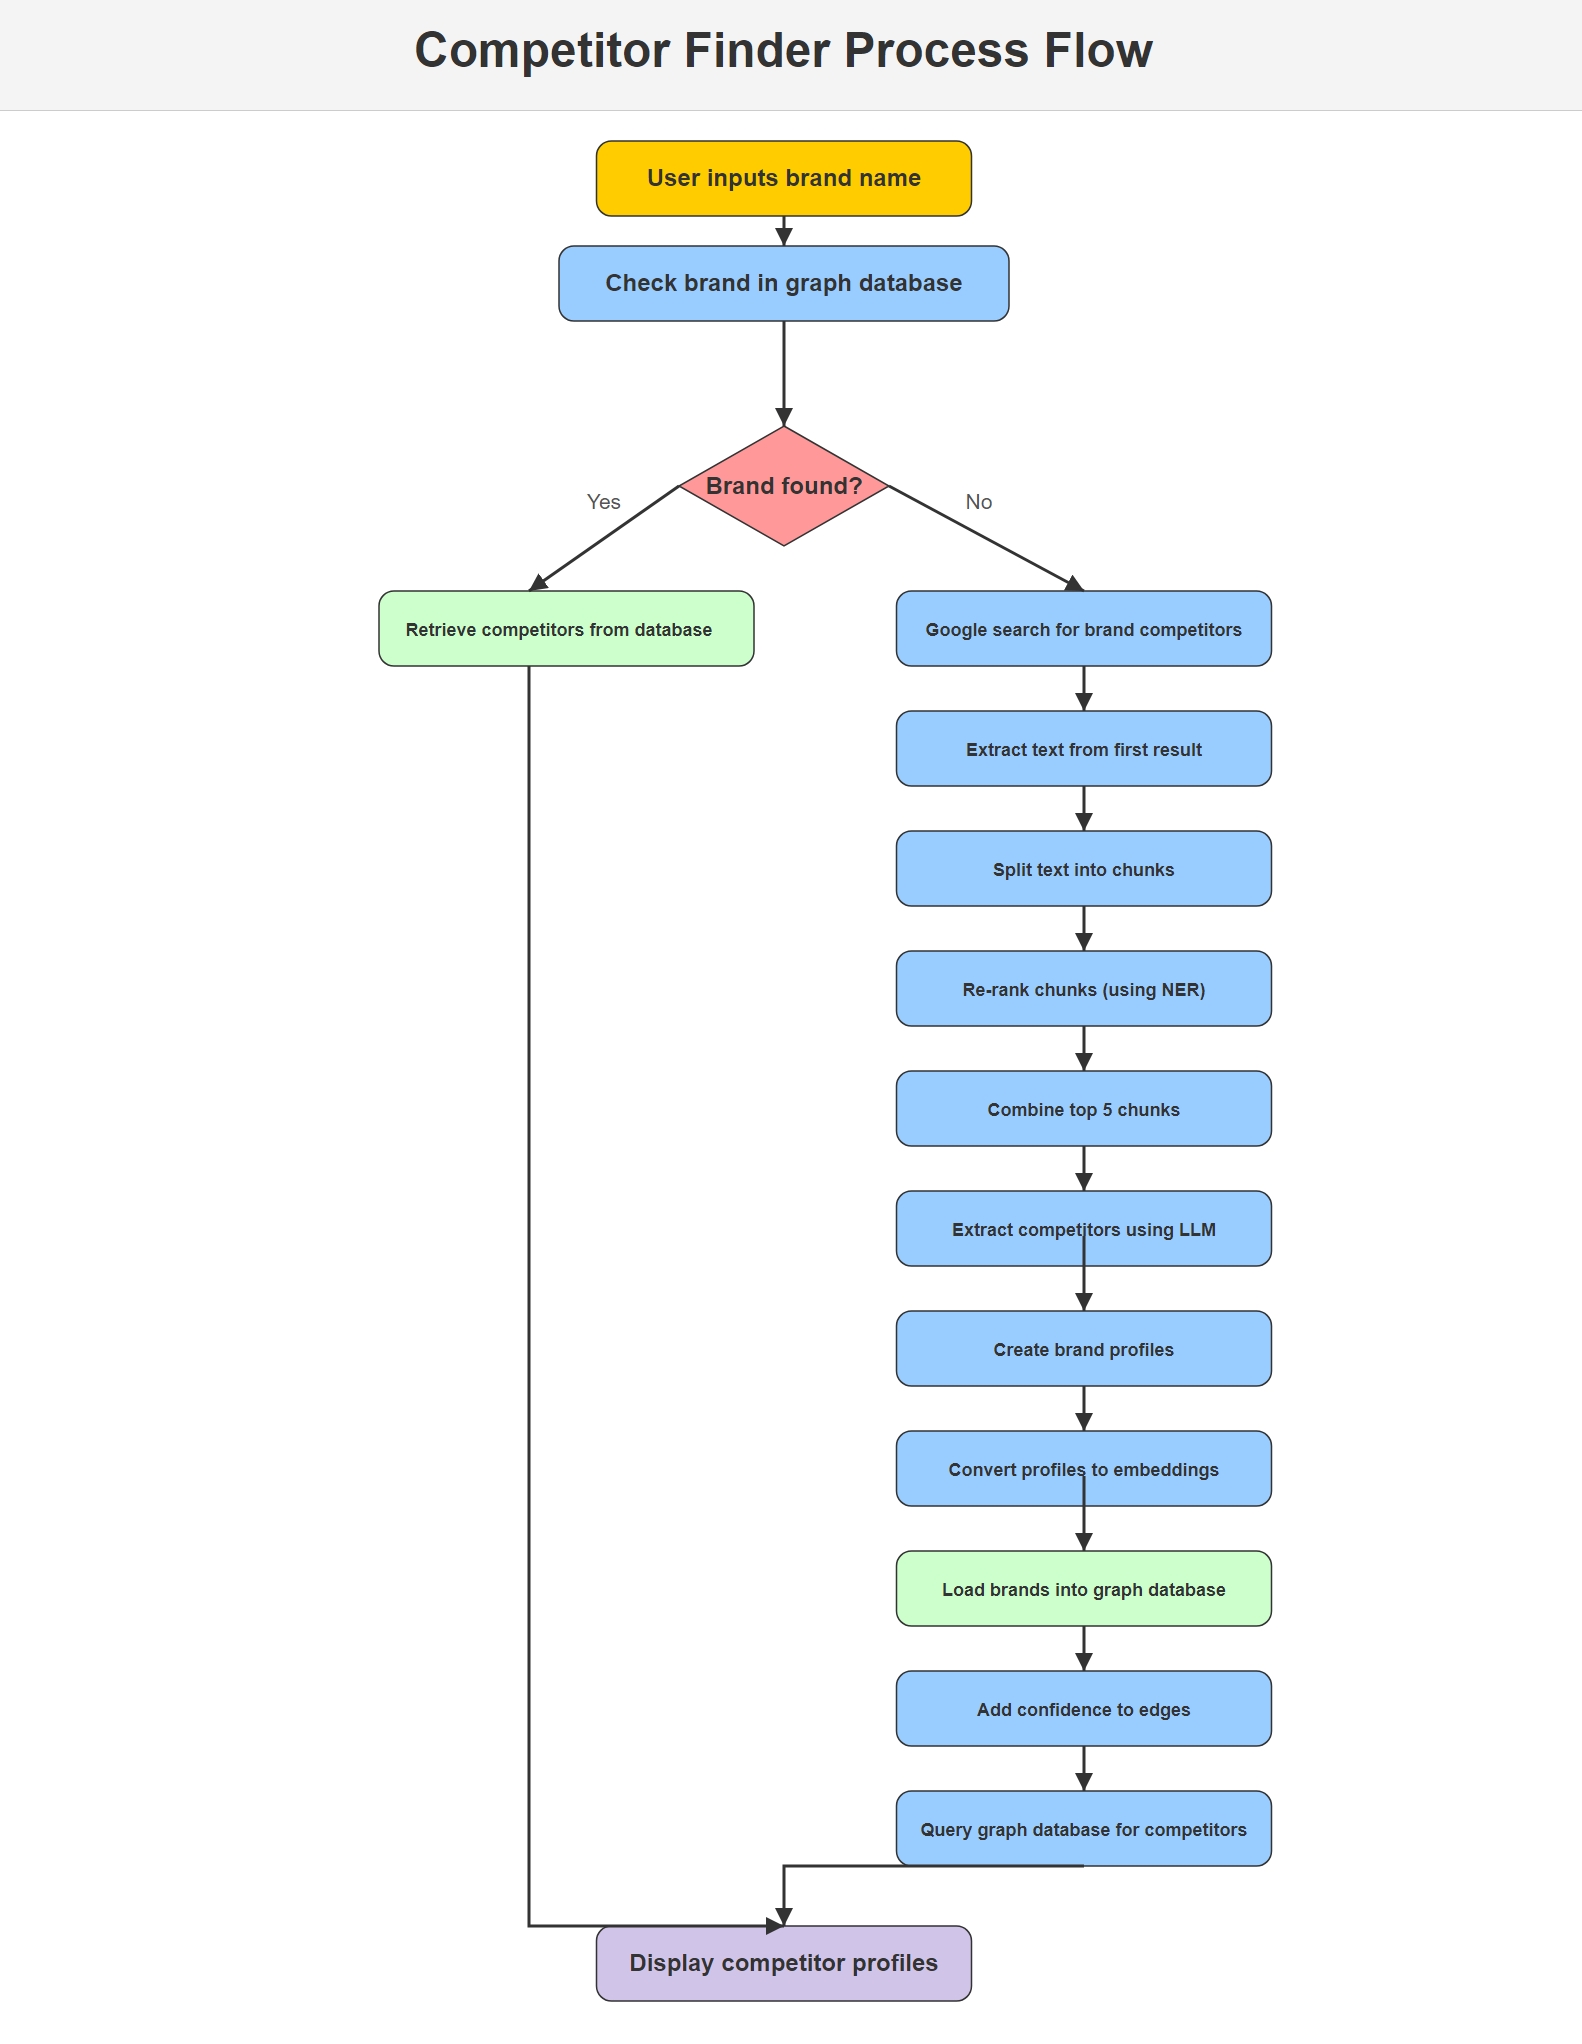 Competitor Finder Process Flow
User inputs brand name
Check brand in graph database
Brand found?
Yes
No
Retrieve competitors from database
Google search for brand competitors
Extract text from first result
Split text into chunks
Re-rank chunks (using NER)
Combine top 5 chunks
Extract competitors using LLM
Create brand profiles
Convert profiles to embeddings
Load brands into graph database
Add confidence to edges
Query graph database for competitors
Display competitor profiles